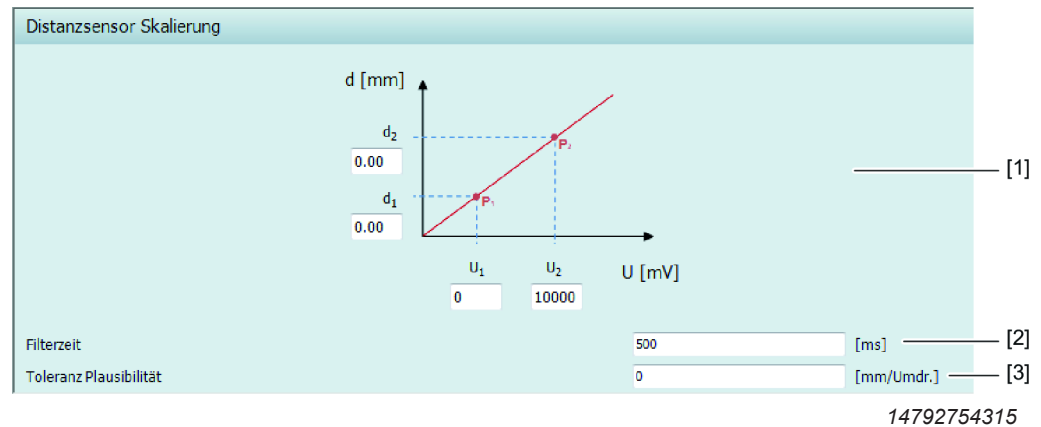 Distanzsensor Skalierung
d [mm]
d2
P2
0.00
[1]
d1
P1
0.00
U1 U2 U [mV]
0 10000
Filterzeit 500 [ms] [2]
Toleranz Plausibilität 0 [mm/Umdr.] [3]
14792754315